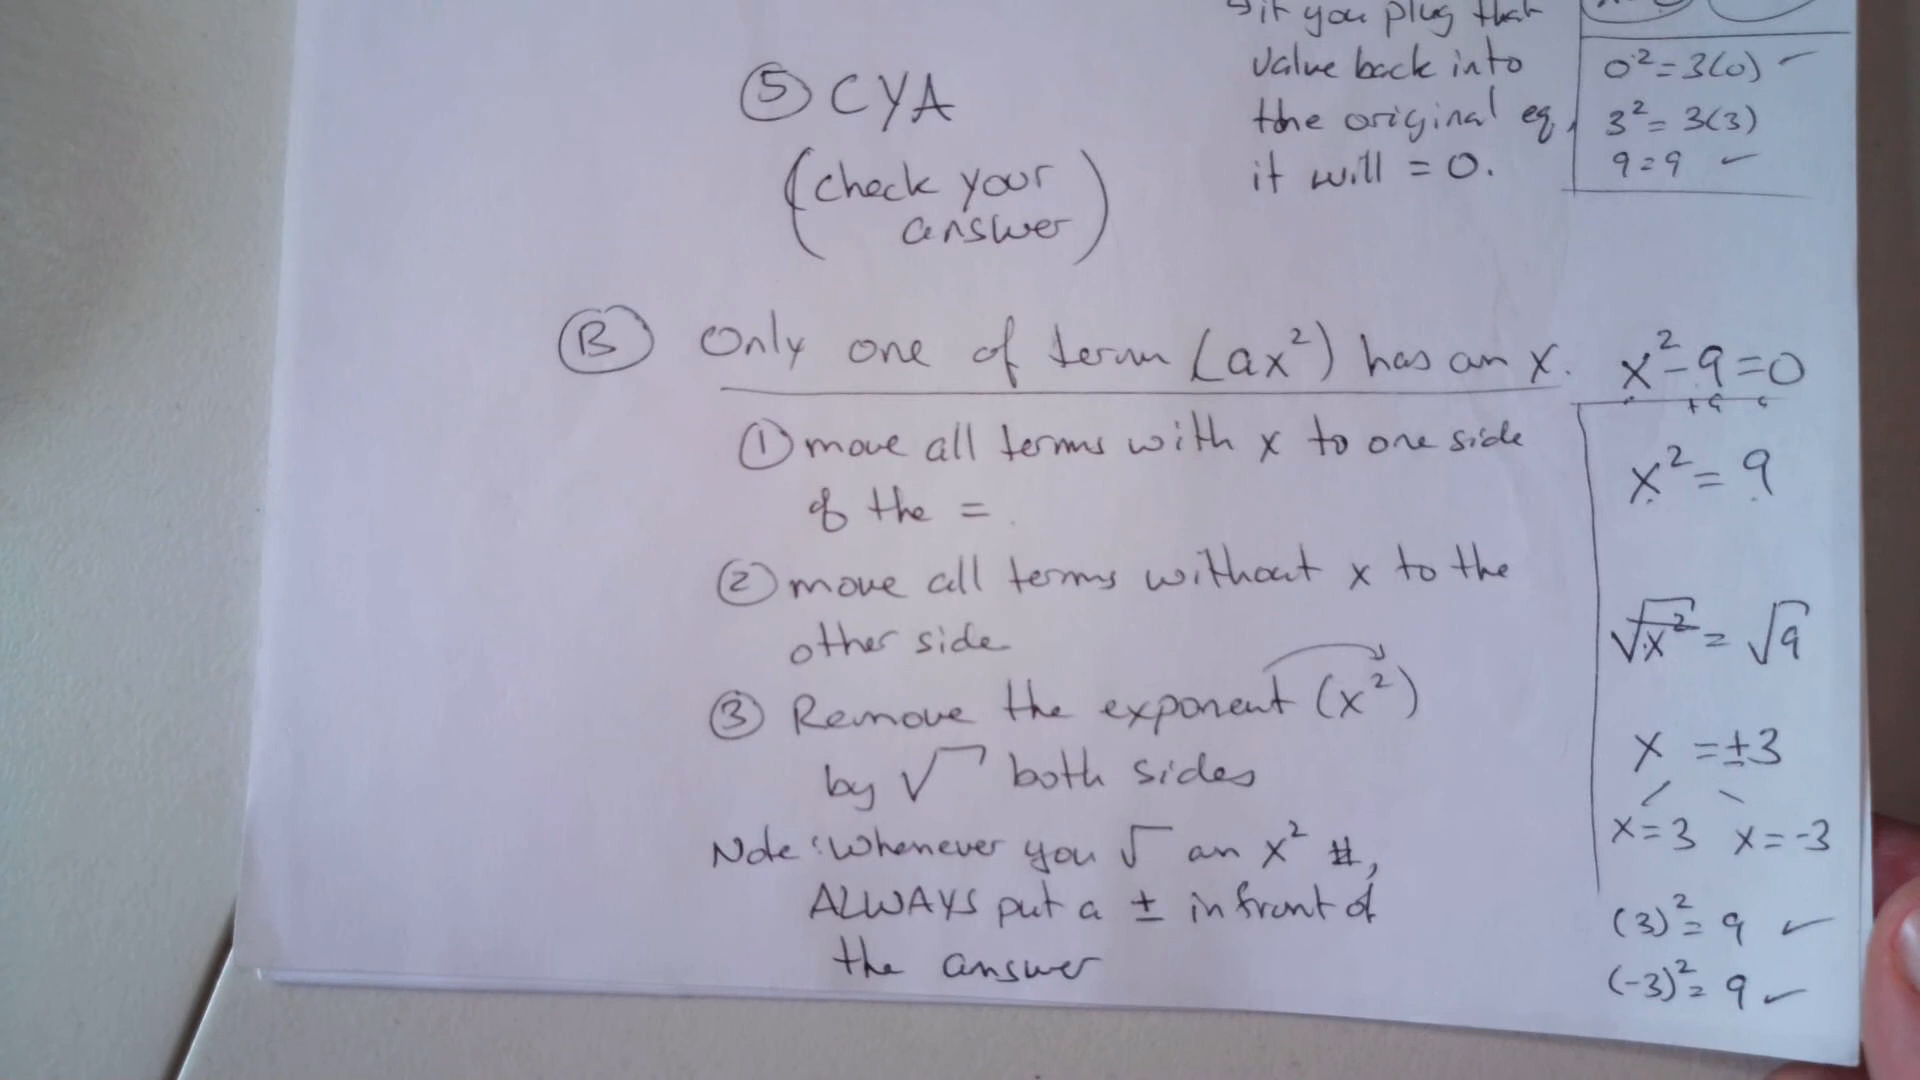 ↳if you plug that
value back into
the original eq,
it will = 0.
0² = 3(0) ✓
3² = 3(3)
9 = 9 ✓
⑤ CYA
(check your
answer)
Ⓑ Only one of term (ax²) has an x.
① move all terms with x to one side
of the =.
② move all terms without x to the
other side
③ Remove the exponent (x²)
by √ both sides
Note: Whenever you √ an x² #,
ALWAYS put a ± in front of
the answer
x² - 9 = 0
+9
x² = 9
√x² = √9
x = ±3
x = 3 x = -3
(3)² = 9 ✓
(-3)² = 9 ✓